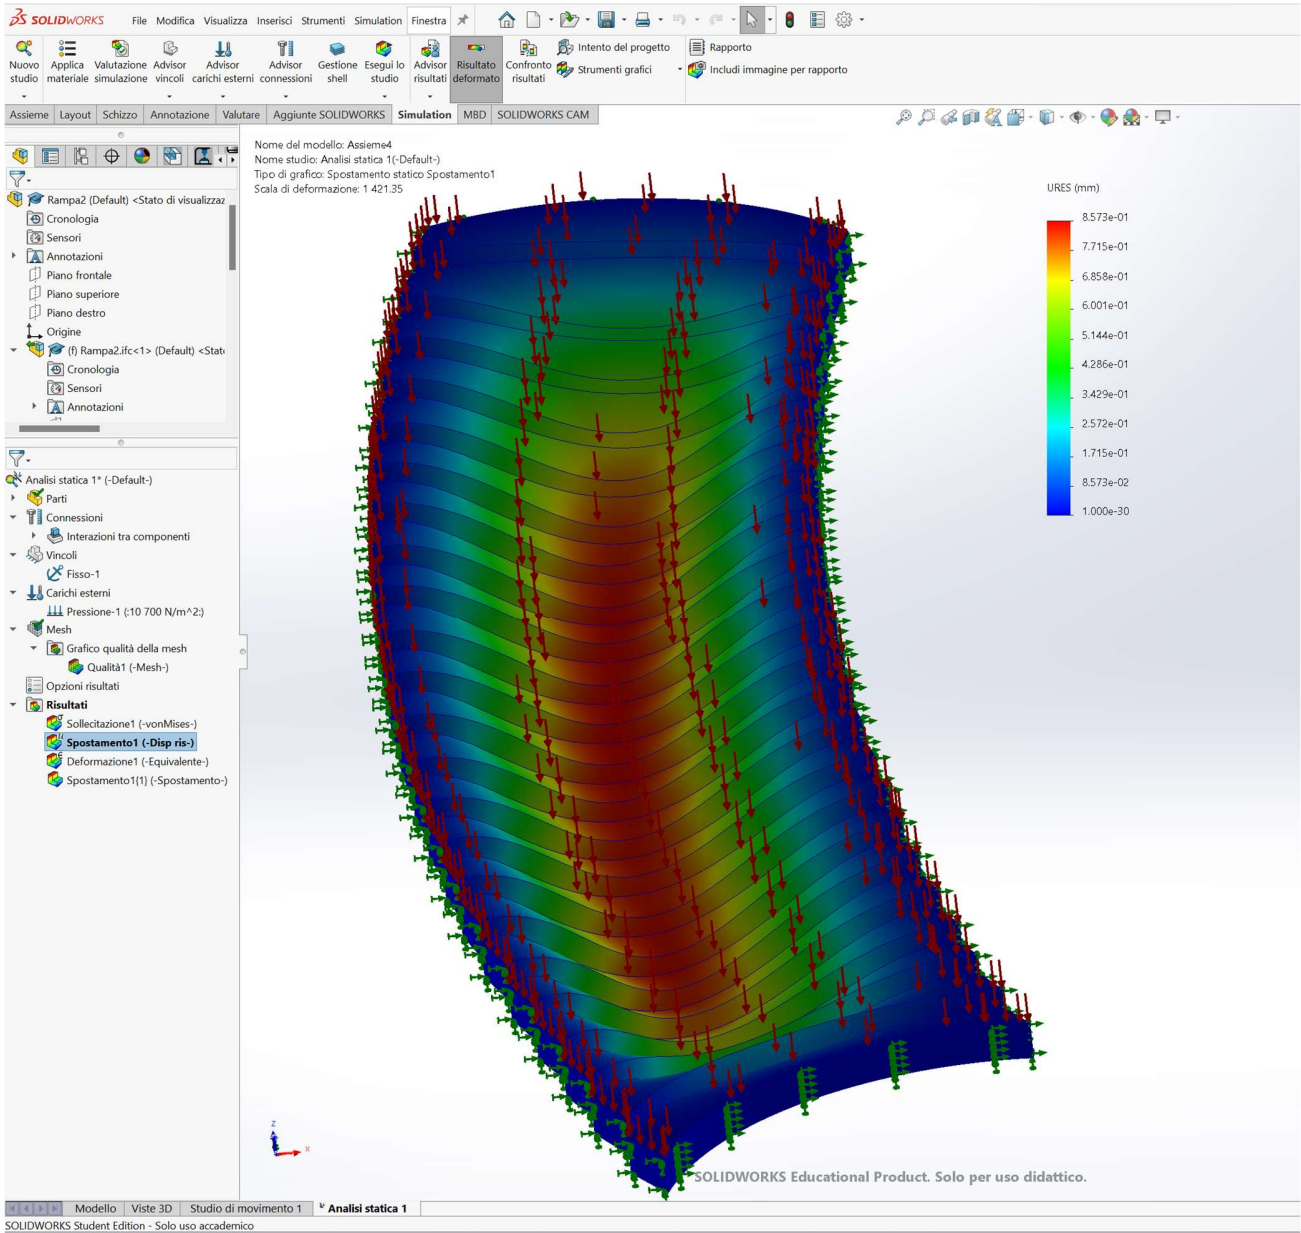 SOLIDWORKS File Modifica Visualizza Inserisci Strumenti Simulation Finestra
Nuovo studio
Applica materiale
Valutazione simulazione
Advisor vincoli
Advisor carichi esterni
Advisor connessioni
Gestione shell
Esegui lo studio
Advisor risultati
Risultato deformato
Confronto risultati
Intento del progetto
Strumenti grafici
Rapporto
Includi immagine per rapporto
Assieme Layout Schizzo Annotazione Valutare Aggiunte SOLIDWORKS Simulation MBD SOLIDWORKS CAM
Rampa2 (Default) <Stato di visualizzaz
Cronologia
Sensori
Annotazioni
Piano frontale
Piano superiore
Piano destro
Origine
(f) Rampa2.ifc<1> (Default) <Stat
Cronologia
Sensori
Annotazioni
Analisi statica 1* (-Default-)
Parti
Connessioni
Interazioni tra componenti
Vincoli
Fisso-1
Carichi esterni
Pressione-1 (:10 700 N/m^2:)
Mesh
Grafico qualità della mesh
Qualità1 (-Mesh-)
Opzioni risultati
Risultati
Sollecitazione1 (-vonMises-)
Spostamento1 (-Disp ris-)
Deformazione1 (-Equivalente-)
Spostamento1{1} (-Spostamento-)
Nome del modello: Assieme4
Nome studio: Analisi statica 1(-Default-)
Tipo di grafico: Spostamento statico Spostamento1
Scala di deformazione: 1 421.35
URES (mm)
8.573e-01
7.715e-01
6.858e-01
6.001e-01
5.144e-01
4.286e-01
3.429e-01
2.572e-01
1.715e-01
8.573e-02
1.000e-30
z
x
SOLIDWORKS Educational Product. Solo per uso didattico.
Modello Viste 3D Studio di movimento 1 Analisi statica 1
SOLIDWORKS Student Edition - Solo uso accademico